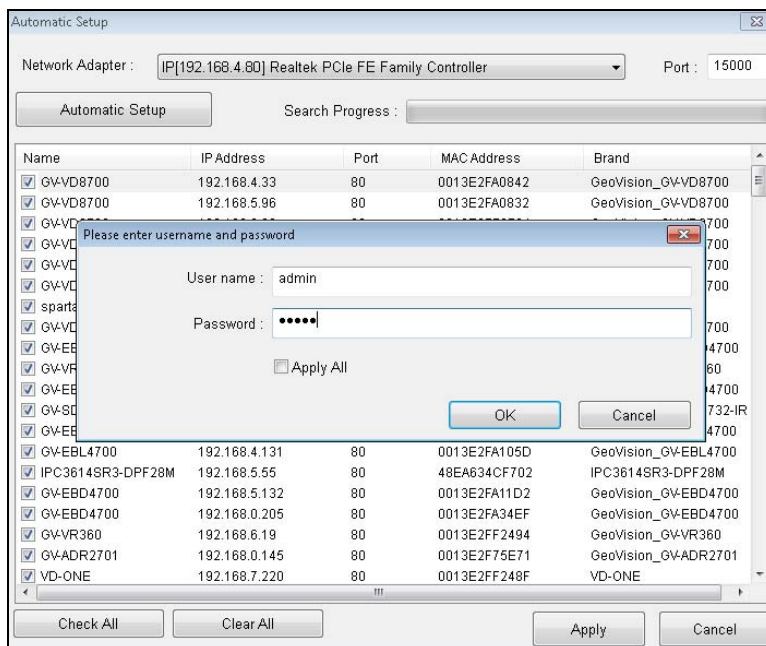 Automatic Setup
Network Adapter : IP[192.168.4.80] Realtek PCIe FE Family Controller Port : 15000
Automatic Setup Search Progress :
Name IP Address Port MAC Address Brand
GV-VD8700 192.168.4.33 80 0013E2FA0842 GeoVision_GV-VD8700
GV-VD8700 192.168.5.96 80 0013E2FA0832 GeoVision_GV-VD8700
Please enter username and password
User name : admin
Password : •••••
Apply All
OK Cancel
GV-EBL4700 192.168.4.131 80 0013E2FA105D GeoVision_GV-EBL4700
IPC3614SR3-DPF28M 192.168.5.55 80 48EA634CF702 IPC3614SR3-DPF28M
GV-EBD4700 192.168.5.132 80 0013E2FA11D2 GeoVision_GV-EBD4700
GV-EBD4700 192.168.0.205 80 0013E2FA34EF GeoVision_GV-EBD4700
GV-VR360 192.168.6.19 80 0013E2FF2494 GeoVision_GV-VR360
GV-ADR2701 192.168.0.145 80 0013E2F75E71 GeoVision_GV-ADR2701
VD-ONE 192.168.7.220 80 0013E2FF248F VD-ONE
Check All Clear All Apply Cancel